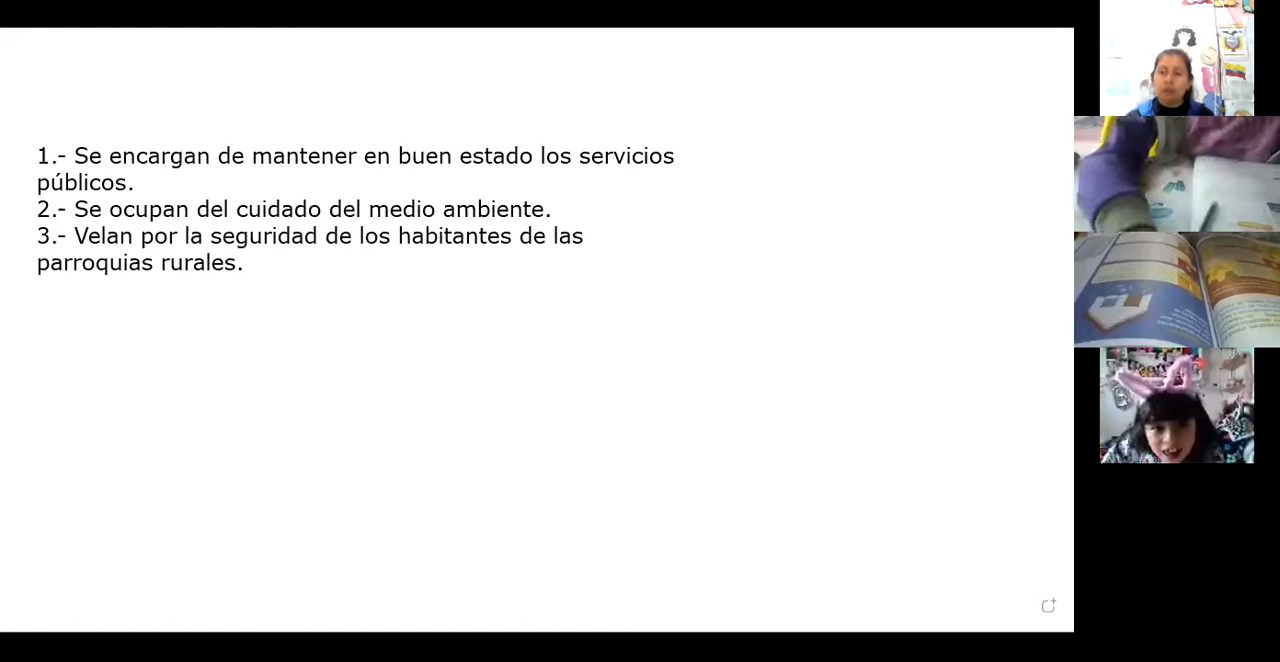 1.- Se encargan de mantener en buen estado los servicios
públicos.
2.- Se ocupan del cuidado del medio ambiente.
3.- Velan por la seguridad de los habitantes de las
parroquias rurales.